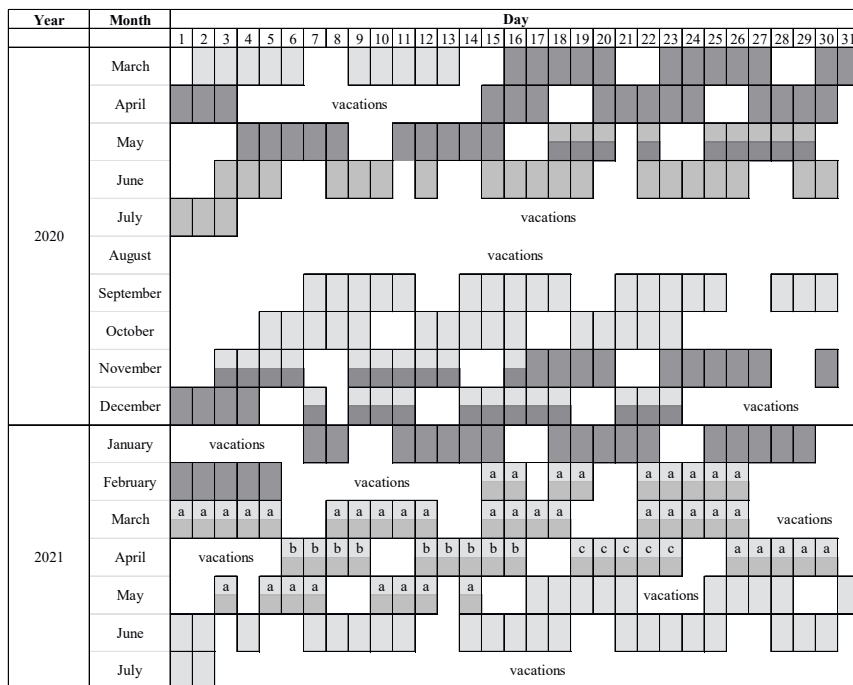 Year Month Day
1 2 3 4 5 6 7 8 9 10 11 12 13 14 15 16 17 18 19 20 21 22 23 24 25 26 27 28 29 30 31
2020
March
April vacations
May
June
July vacations
August vacations
September
October
November
December vacations
2021
January vacations
February vacations a a a a a a a a a
March a a a a a a a a a a a a a a a a a a a vacations
April vacations b b b b b b b b b c c c c c a a a a a
May a a a a a a a a vacations
June
July vacations